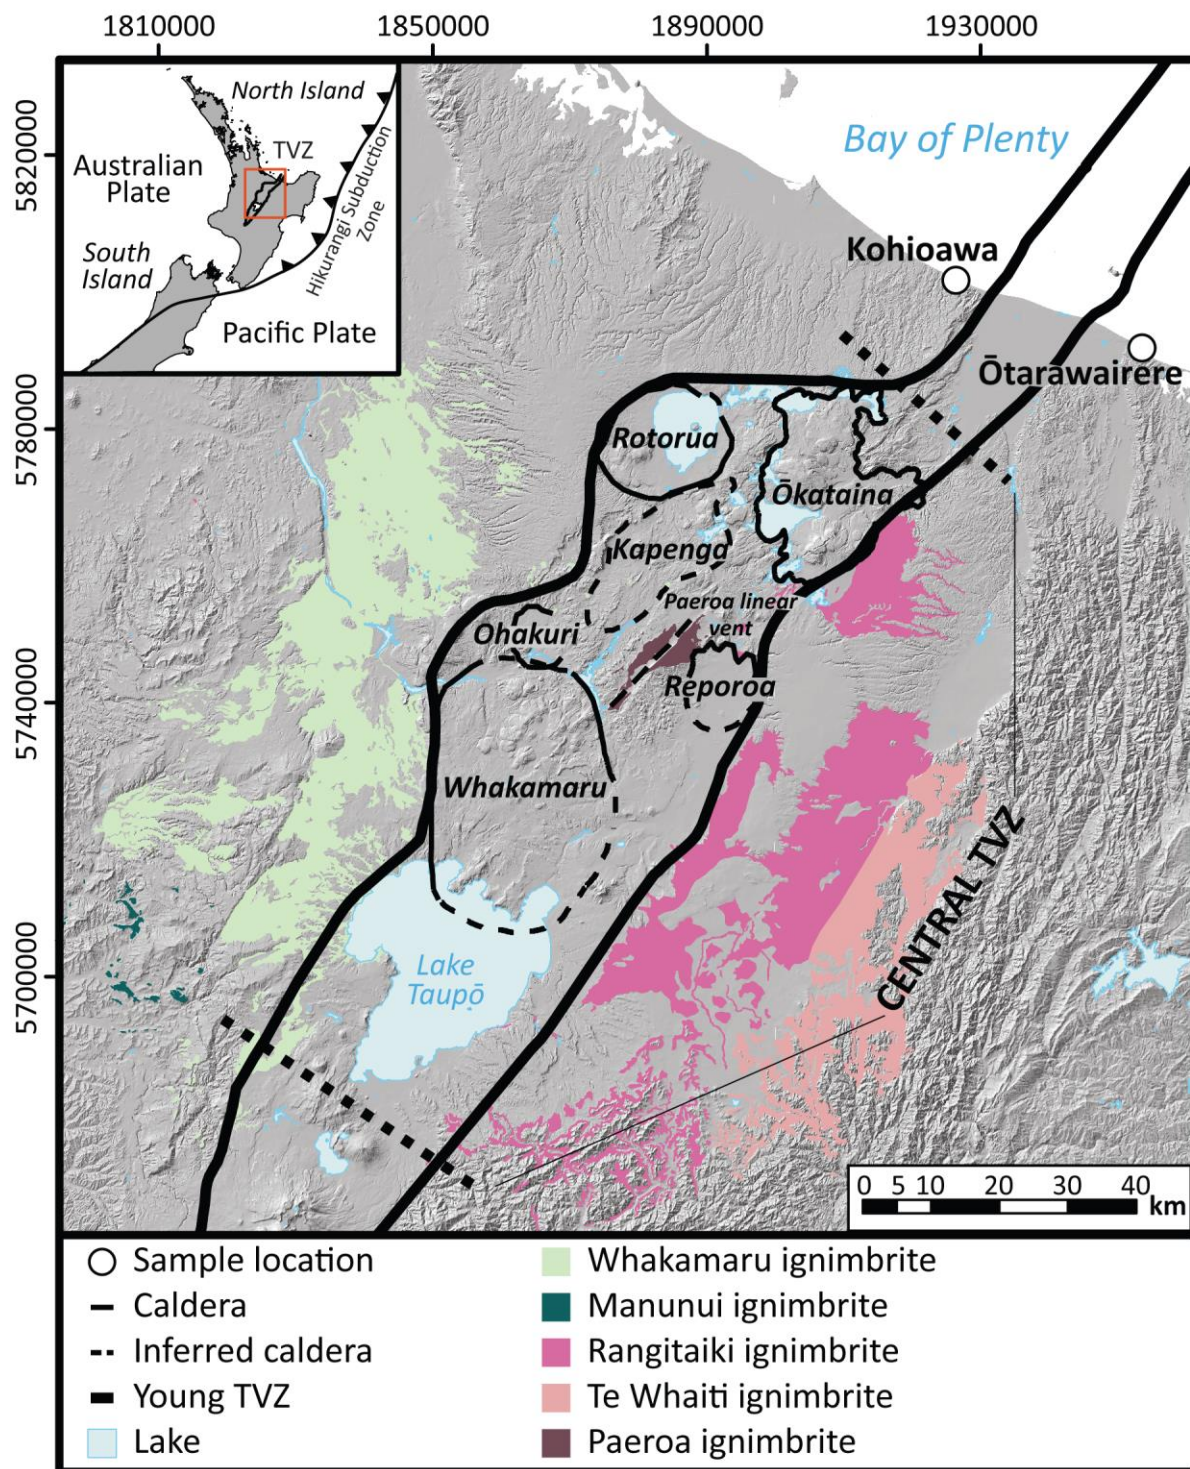 1810000
1850000
1890000
1930000
5820000
5780000
5740000
5700000
North Island
TVZ
Australian
Plate
South
Island
Hikurangi Subduction
Zone
Pacific Plate
Bay of Plenty
Kohioawa
Ōtarawairere
Rotorua
Ōkataina
Kapenga
Paeroa linear
vent
Ohakuri
Reporoa
Whakamaru
Lake
Taupō
CENTRAL TVZ
0 5 10 20 30 40
km
Sample location
Caldera
Inferred caldera
Young TVZ
Lake
Whakamaru ignimbrite
Manunui ignimbrite
Rangitaiki ignimbrite
Te Whaiti ignimbrite
Paeroa ignimbrite